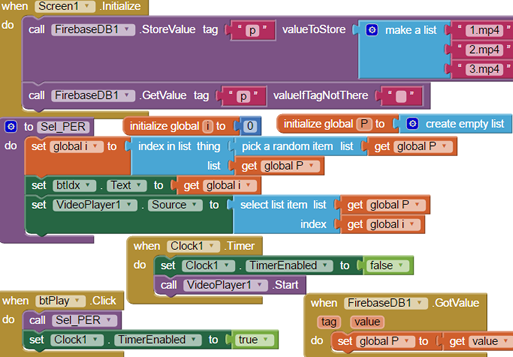 when Screen1 .Initialize
do call FirebaseDB1 .StoreValue tag " p " valueToStore make a list " 1.mp4 "
" 2.mp4 "
" 3.mp4 "
call FirebaseDB1 .GetValue tag " p " valueIfTagNotThere " "
to Sel_PER
initialize global i to 0
initialize global P to create empty list
do set global i to index in list thing pick a random item list get global P
list get global P
set btIdx . Text to get global i
set VideoPlayer1 . Source to select list item list get global P
index get global i
when Clock1 .Timer
do set Clock1 . TimerEnabled to false
call VideoPlayer1 .Start
when btPlay .Click
do call Sel_PER
set Clock1 . TimerEnabled to true
when FirebaseDB1 .GotValue
tag value
do set global P to get value